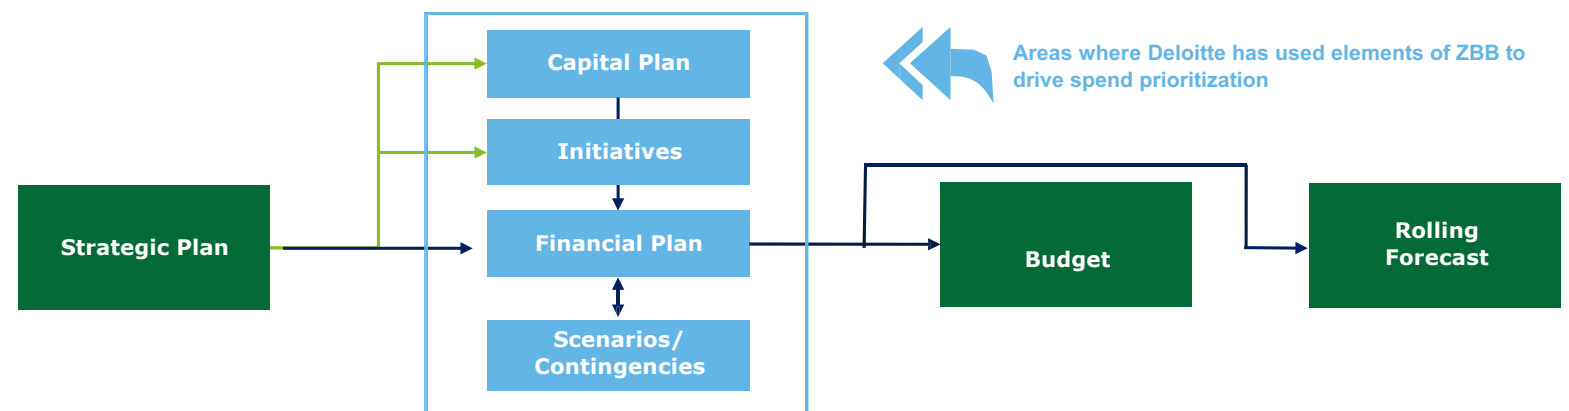 Capital Plan
Areas where Deloitte has used elements of ZBB to
drive spend prioritization
Initiatives
Strategic Plan
Financial Plan
Budget
Rolling
Forecast
Scenarios/
Contingencies